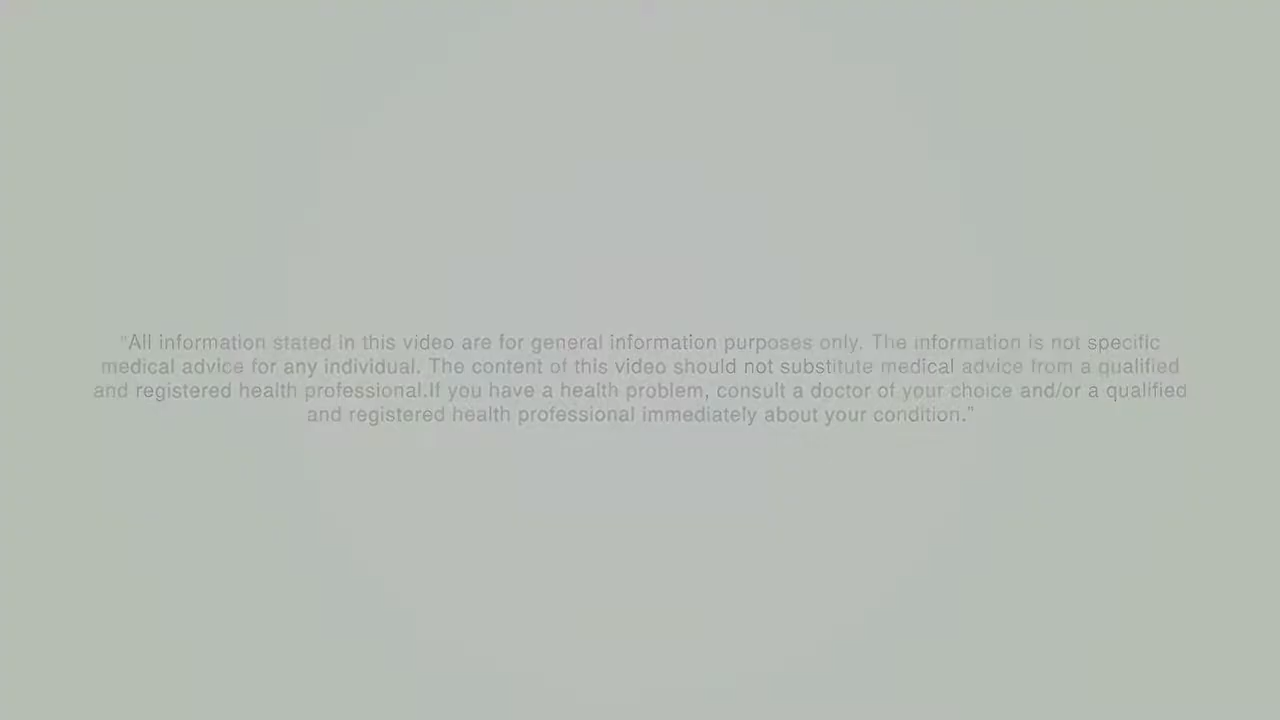 "All information stated in this video are for general information purposes only. The information is not specific
medical advice for any individual. The content of this video should not substitute medical advice from a qualified
and registered health professional.If you have a health problem, consult a doctor of your choice and/or a qualified
and registered health professional immediately about your condition."